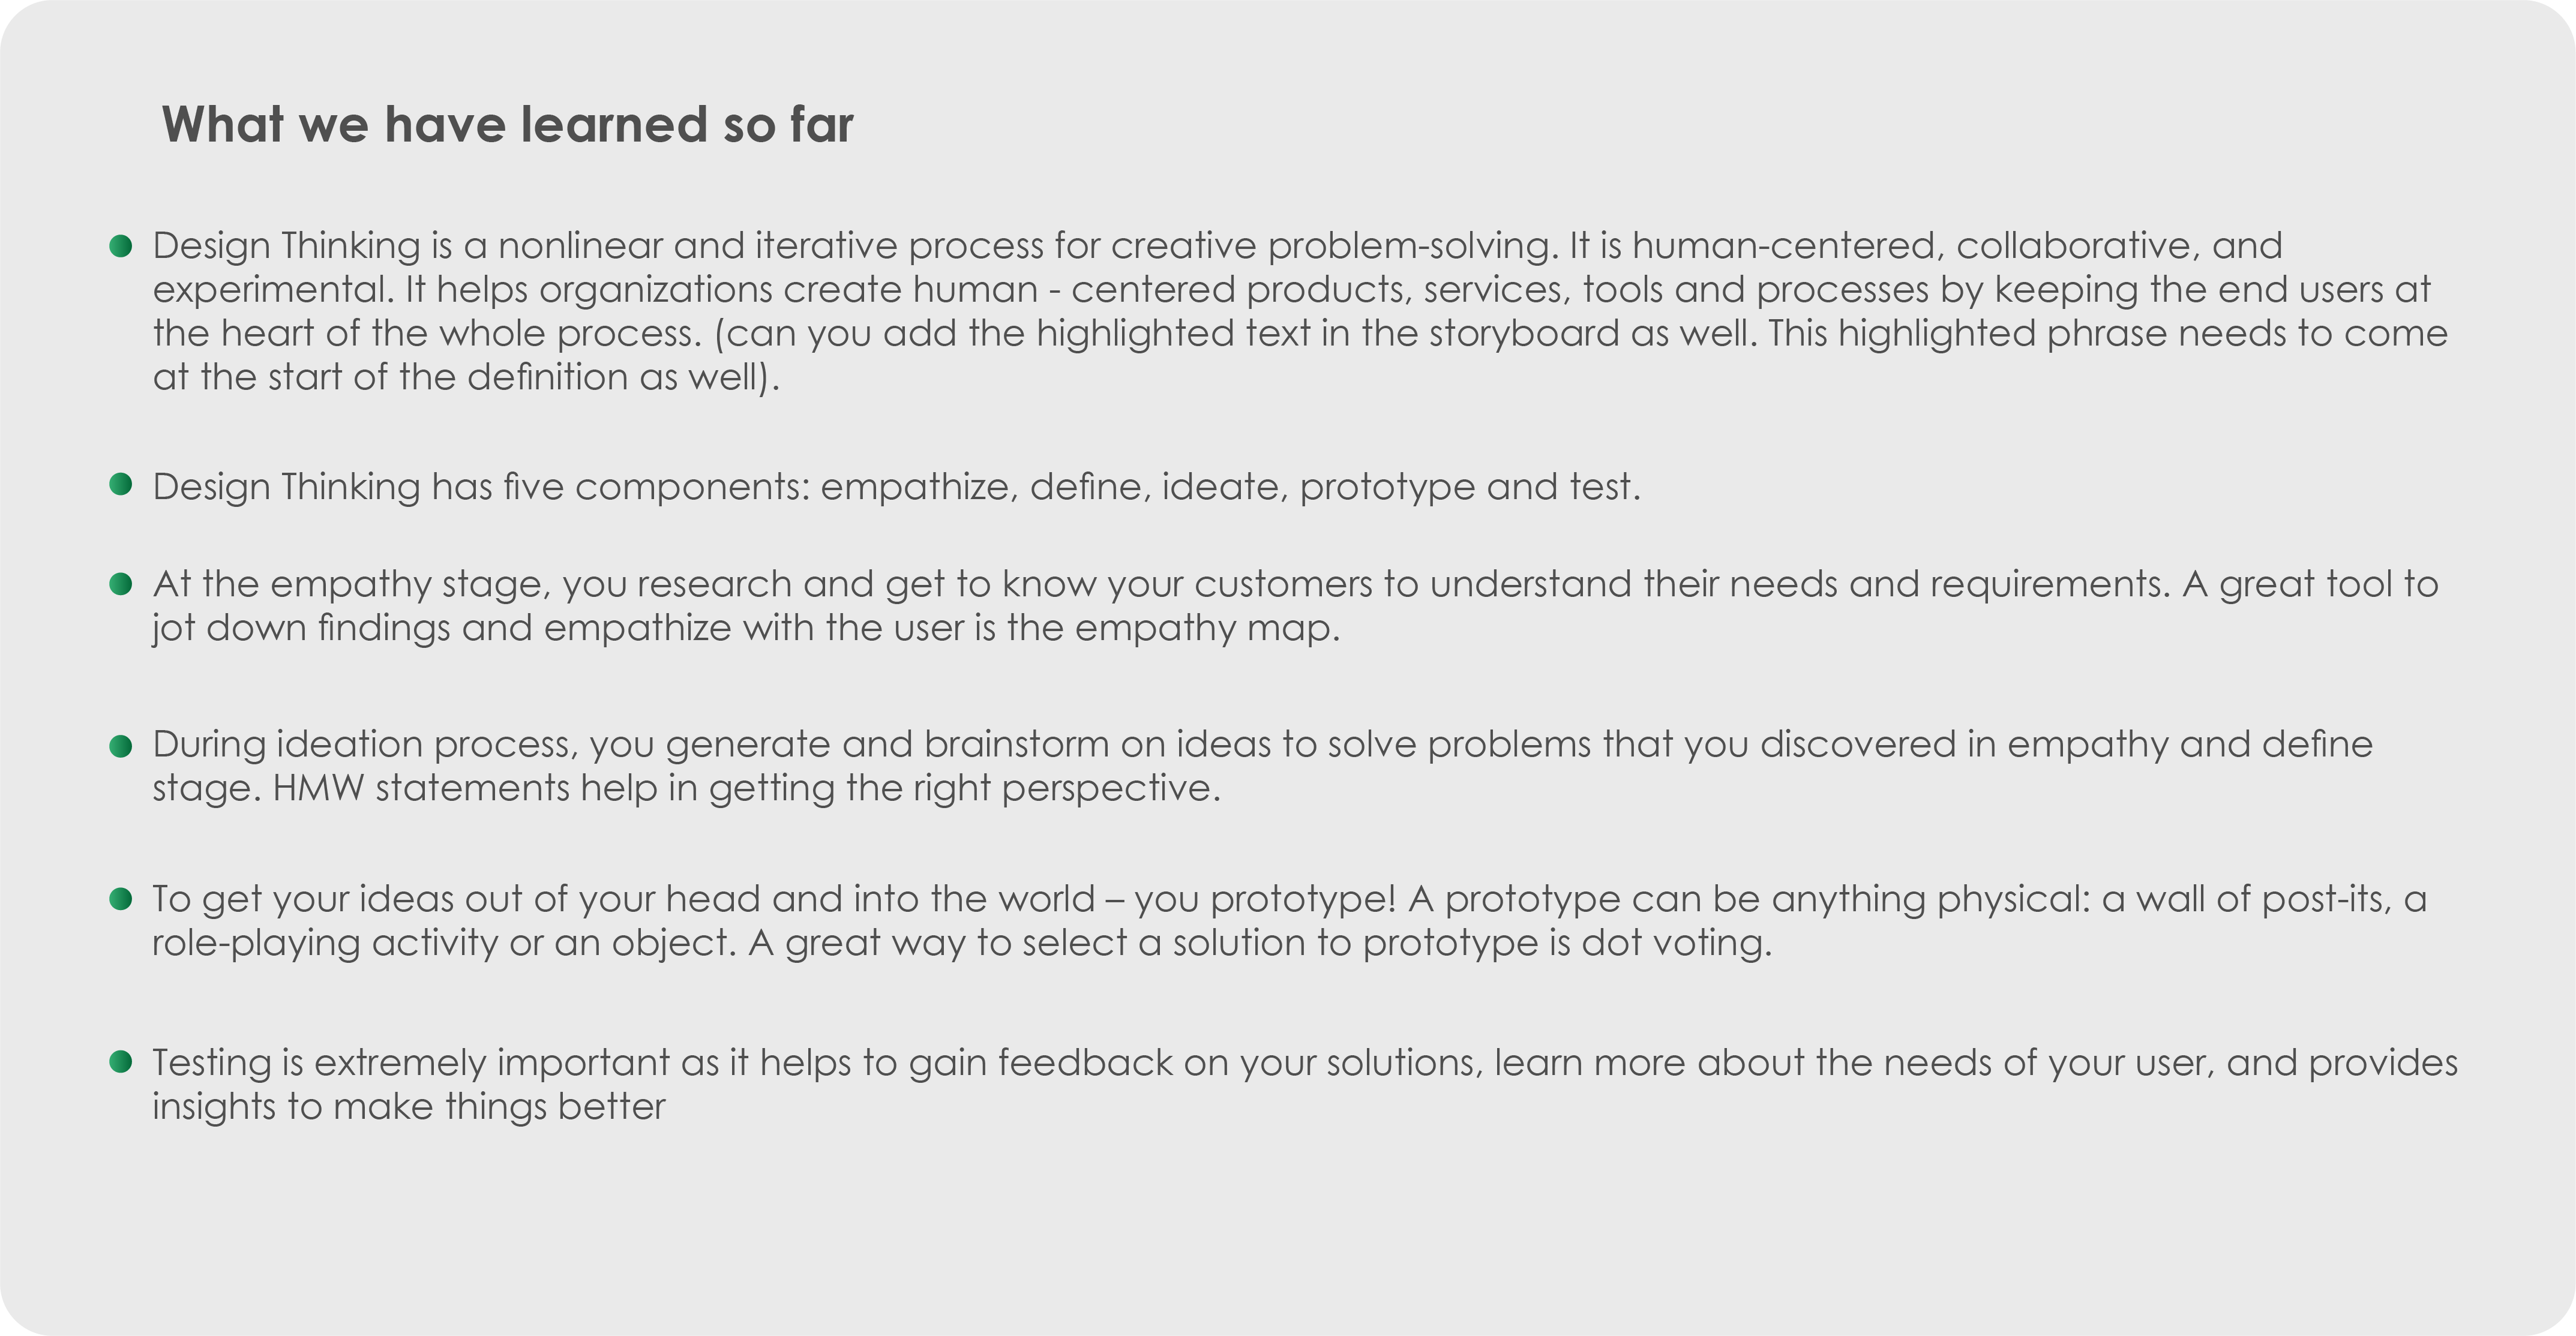 What we have learned so far
Design Thinking is a nonlinear and iterative process for creative problem-solving. It is human-centered, collaborative, and
experimental. It helps organizations create human - centered products, services, tools and processes by keeping the end users at
the heart of the whole process. (can you add the highlighted text in the storyboard as well. This highlighted phrase needs to come
at the start of the definition as well).
Design Thinking has five components: empathize, define, ideate, prototype and test.
At the empathy stage, you research and get to know your customers to understand their needs and requirements. A great tool to
jot down findings and empathize with the user is the empathy map.
During ideation process, you generate and brainstorm on ideas to solve problems that you discovered in empathy and define
stage. HMW statements help in getting the right perspective.
To get your ideas out of your head and into the world – you prototype! A prototype can be anything physical: a wall of post-its, a
role-playing activity or an object. A great way to select a solution to prototype is dot voting.
Testing is extremely important as it helps to gain feedback on your solutions, learn more about the needs of your user, and provides
insights to make things better